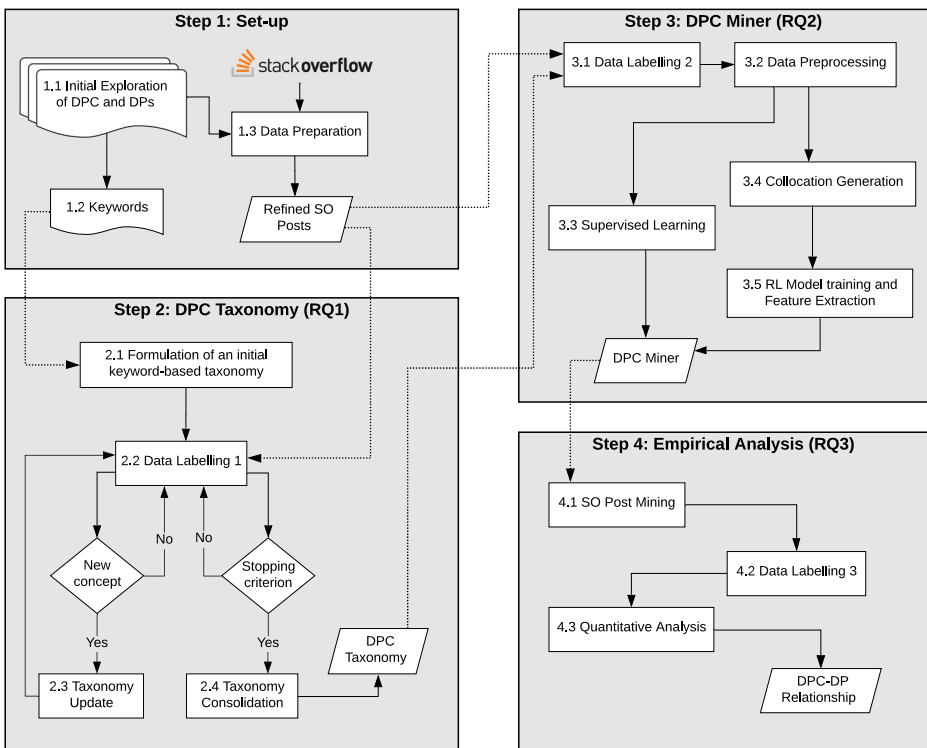 Step 1: Set-up
stackoverflow
1.1 Initial Exploration
of DPC and DPs
1.3 Data Preparation
1.2 Keywords
Refined SO
Posts
Step 2: DPC Taxonomy (RQ1)
2.1 Formulation of an initial
keyword-based taxonomy
2.2 Data Labelling 1
No
No
New
concept
Stopping
criterion
Yes
Yes
DPC
Taxonomy
2.3 Taxonomy
Update
2.4 Taxonomy
Consolidation
Step 3: DPC Miner (RQ2)
3.1 Data Labelling 2
3.2 Data Preprocessing
3.4 Collocation Generation
3.3 Supervised Learning
3.5 RL Model training and
Feature Extraction
DPC Miner
Step 4: Empirical Analysis (RQ3)
4.1 SO Post Mining
4.2 Data Labelling 3
4.3 Quantitative Analysis
DPC-DP
Relationship